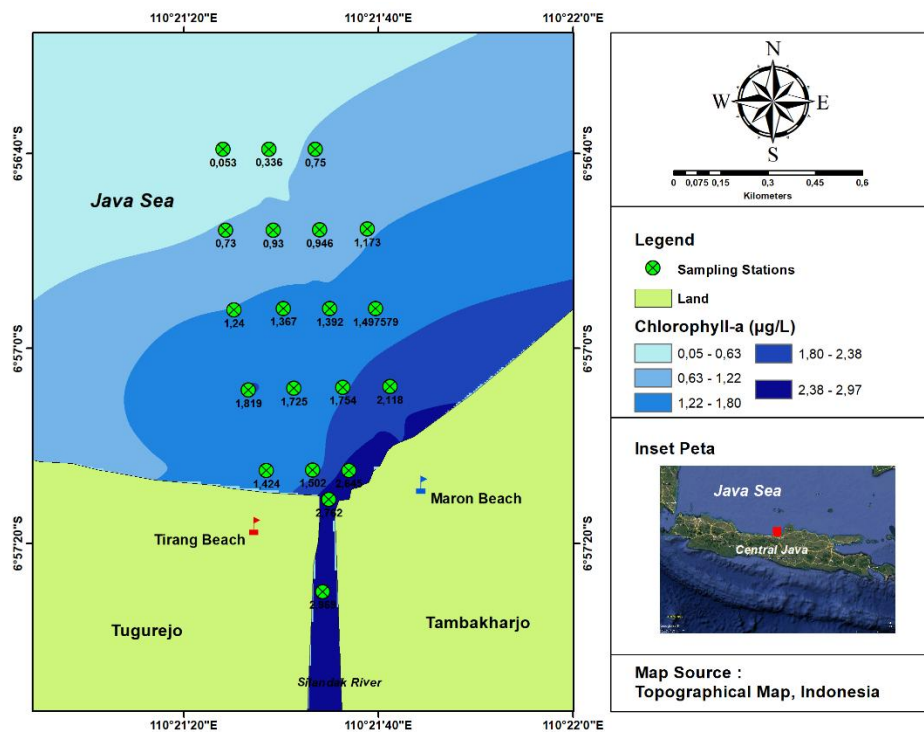 110°21'20"E
110°21'40"E
110°22'0"E
6°56'40"S
6°57'0"S
6°57'20"S
0,053
0,336
0,75
Java Sea
0,73
0,93
0,946
1,173
1,24
1,367
1,392
1,497579
1,819
1,725
1,754
2,118
1,424
1,502
2,762
Maron Beach
Tirang Beach
Tugurejo
Tambakharjo
Silandak River
6°56'40"S
6°57'0"S
6°57'20"S
110°21'20"E
110°21'40"E
110°22'0"E
N
W
E
S
0 0,075 0,15 0,3 0,45 0,6
Kilometers
Legend
Sampling Stations
Land
Chlorophyll-a (µg/L)
0,05 - 0,63
0,63 - 1,22
1,22 - 1,80
1,80 - 2,38
2,38 - 2,97
Inset Peta
Java Sea
Central Java
Map Source :
Topographical Map, Indonesia